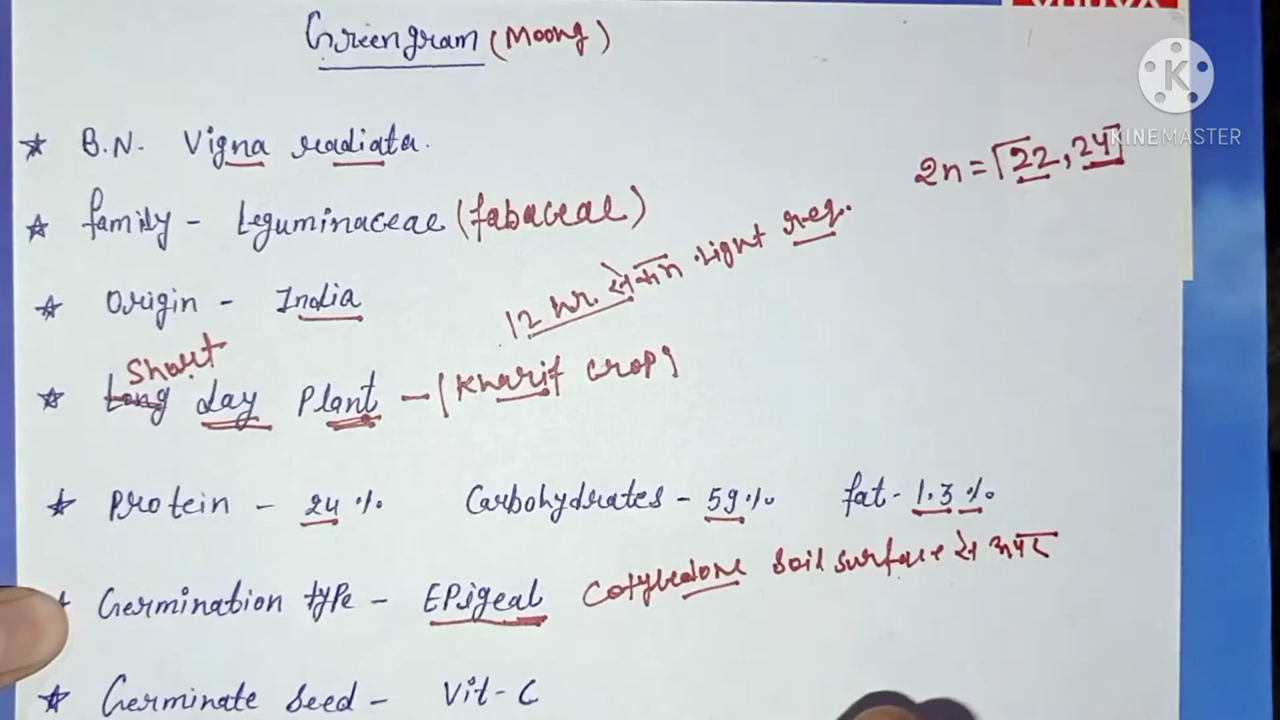 Greengram (Moong)
★ B.N. Vigna radiata.
2n = [22, 24]
★ family - Leguminaceae (fabaceae)
★ Origin - India
12 hr. से कम light req.
★ Long Short day Plant - (Kharif crop)
★ Protein - 24 % Carbohydrates - 59 % fat - 1.3 %
Germination type - EPigeal Cotyledone soil surface से ऊपर
★ Germinate seed - Vit-C
KINEMASTER